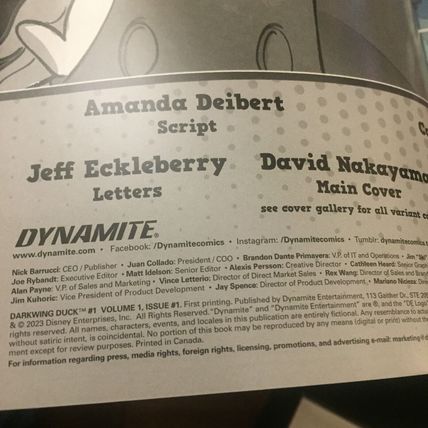 Amanda Deibert
Script
Jeff Eckleberry
Letters
David Nakayama
Main Cover
see cover gallery for all variant
DYNAMITE®
www.dynamite.com • Facebook: /Dynamitecomics • Instagram: /Dynamitecomics • Tumblr: dynamitecomics
Nick Barrucci: CEO / Publisher • Juan Collado: President / COO • Brandon Dante Primavera: V.P. of IT and Operations • Jim
Joe Rybandt: Executive Editor • Matt Idelson: Senior Editor • Alexis Persson: Creative Director • Cathleen Heard: Senior Graphic
Alan Payne: V.P. of Sales and Marketing • Vince Letterio: Director of Direct Market Sales • Rex Wang: Director of Sales and
Jim Kuhoric: Vice President of Product Development • Jay Spence: Director of Product Development • Mariano Nicieza:
DARKWING DUCK™ #1 VOLUME 1, ISSUE #1. First printing. Published by Dynamite Entertainment, 113 Gaither Dr., STE 205
& © 2023 Disney Enterprises, Inc. All Rights Reserved. "Dynamite" and "Dynamite Entertainment" are ®, and the "DE Logo"
rights reserved. All names, characters, events, and locales in this publication are entirely fictional. Any resemblance to
without satiric intent, is coincidental. No portion of this book may be reproduced by any means (digital or print) without the
ment except for review purposes. Printed in Canada.
For information regarding press, media rights, foreign rights, licensing, promotions, and advertising e-mail: marketing@